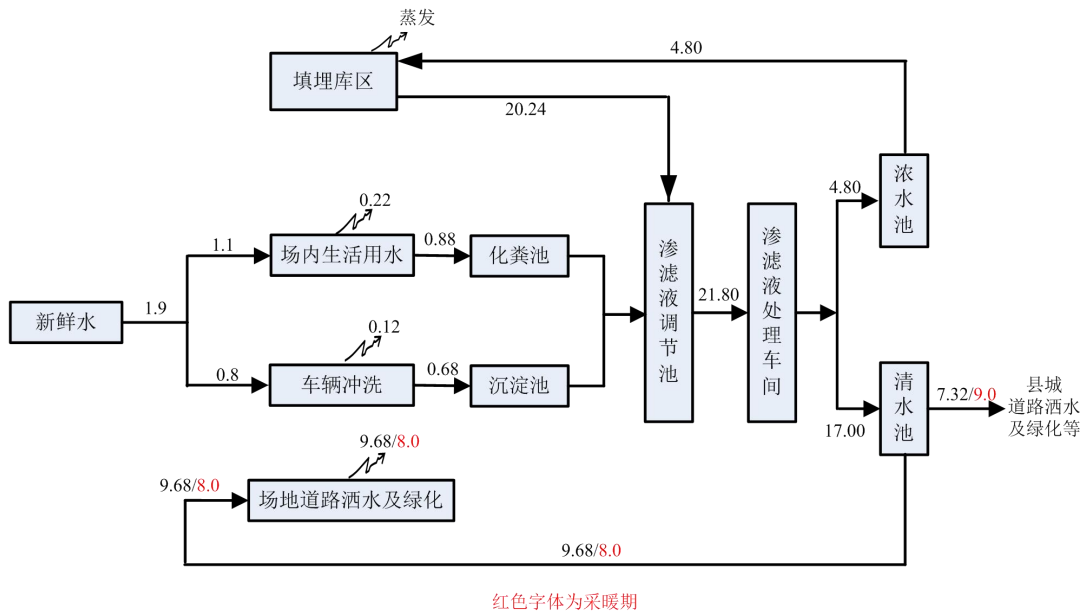 蒸发
4.80
填埋库区
20.24
浓水池
4.80
0.22
1.1
场内生活用水
0.88
化粪池
渗滤液调节池
21.80
渗滤液处理车间
新鲜水
1.9
0.12
0.8
车辆冲洗
0.68
沉淀池
清水池
17.00
7.32/9.0
县城
道路洒水
及绿化等
9.68/8.0
9.68/8.0
场地道路洒水及绿化
9.68/8.0
红色字体为采暖期